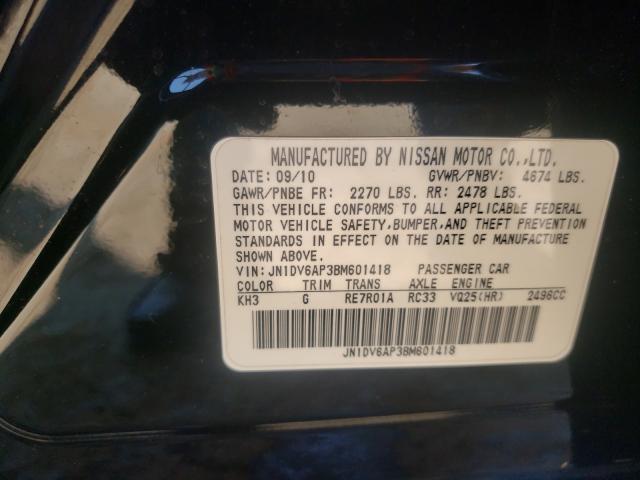 MANUFACTURED BY NISSAN MOTOR CO.,LTD.
DATE: 09/10 GVWR/PNBV: 4674 LBS.
GAWR/PNBE FR: 2270 LBS. RR: 2478 LBS.
THIS VEHICLE CONFORMS TO ALL APPLICABLE FEDERAL
MOTOR VEHICLE SAFETY, BUMPER, AND THEFT PREVENTION
STANDARDS IN EFFECT ON THE DATE OF MANUFACTURE
SHOWN ABOVE.
VIN: JN1DV6AP3BM601418 PASSENGER CAR
COLOR TRIM TRANS AXLE ENGINE
KH3 G RE7R01A RC33 VQ25(HR) 2496CC
JN1DV6AP3BM601418